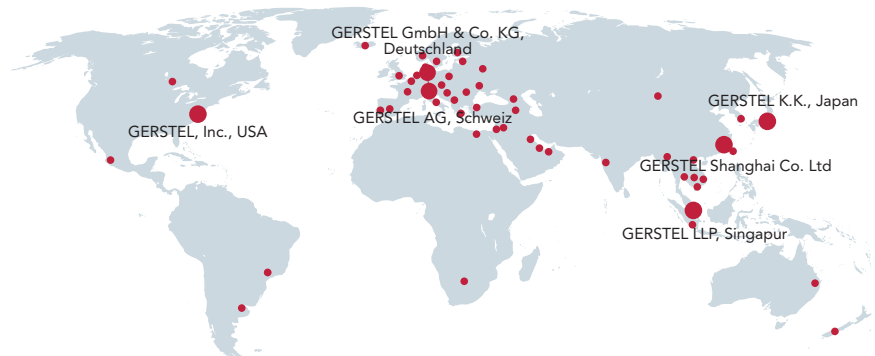 GERSTEL GmbH & Co. KG,
Deutschland
GERSTEL K.K., Japan
GERSTEL AG, Schweiz
GERSTEL, Inc., USA
GERSTEL Shanghai Co. Ltd
GERSTEL LLP, Singapur